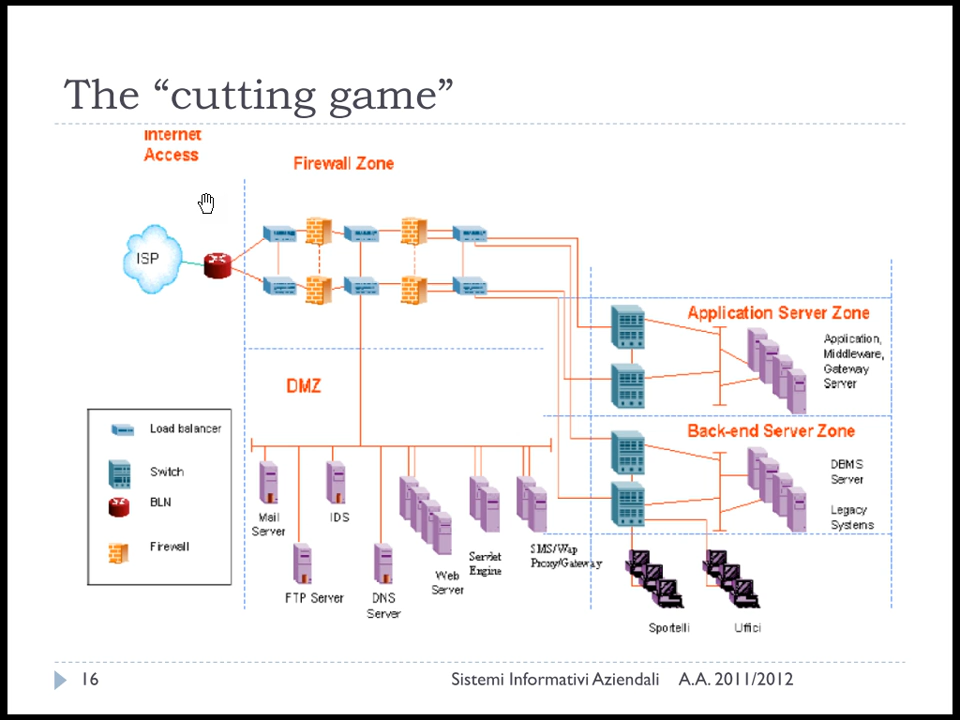 The “cutting game”
Internet
Access
Firewall Zone
ISP
Application Server Zone
Application,
Middleware,
Gateway
Server
DMZ
Load balancer
Switch
BLN
Firewall
Back-end Server Zone
DBMS
Server
Legacy
Systems
Mail
Server
IDS
FTP Server
DNS
Server
Web
Server
Servlet
Engine
SMS/Wap
Proxy/Gateway
Sportelli
Uffici
16
Sistemi Informativi Aziendali A.A. 2011/2012